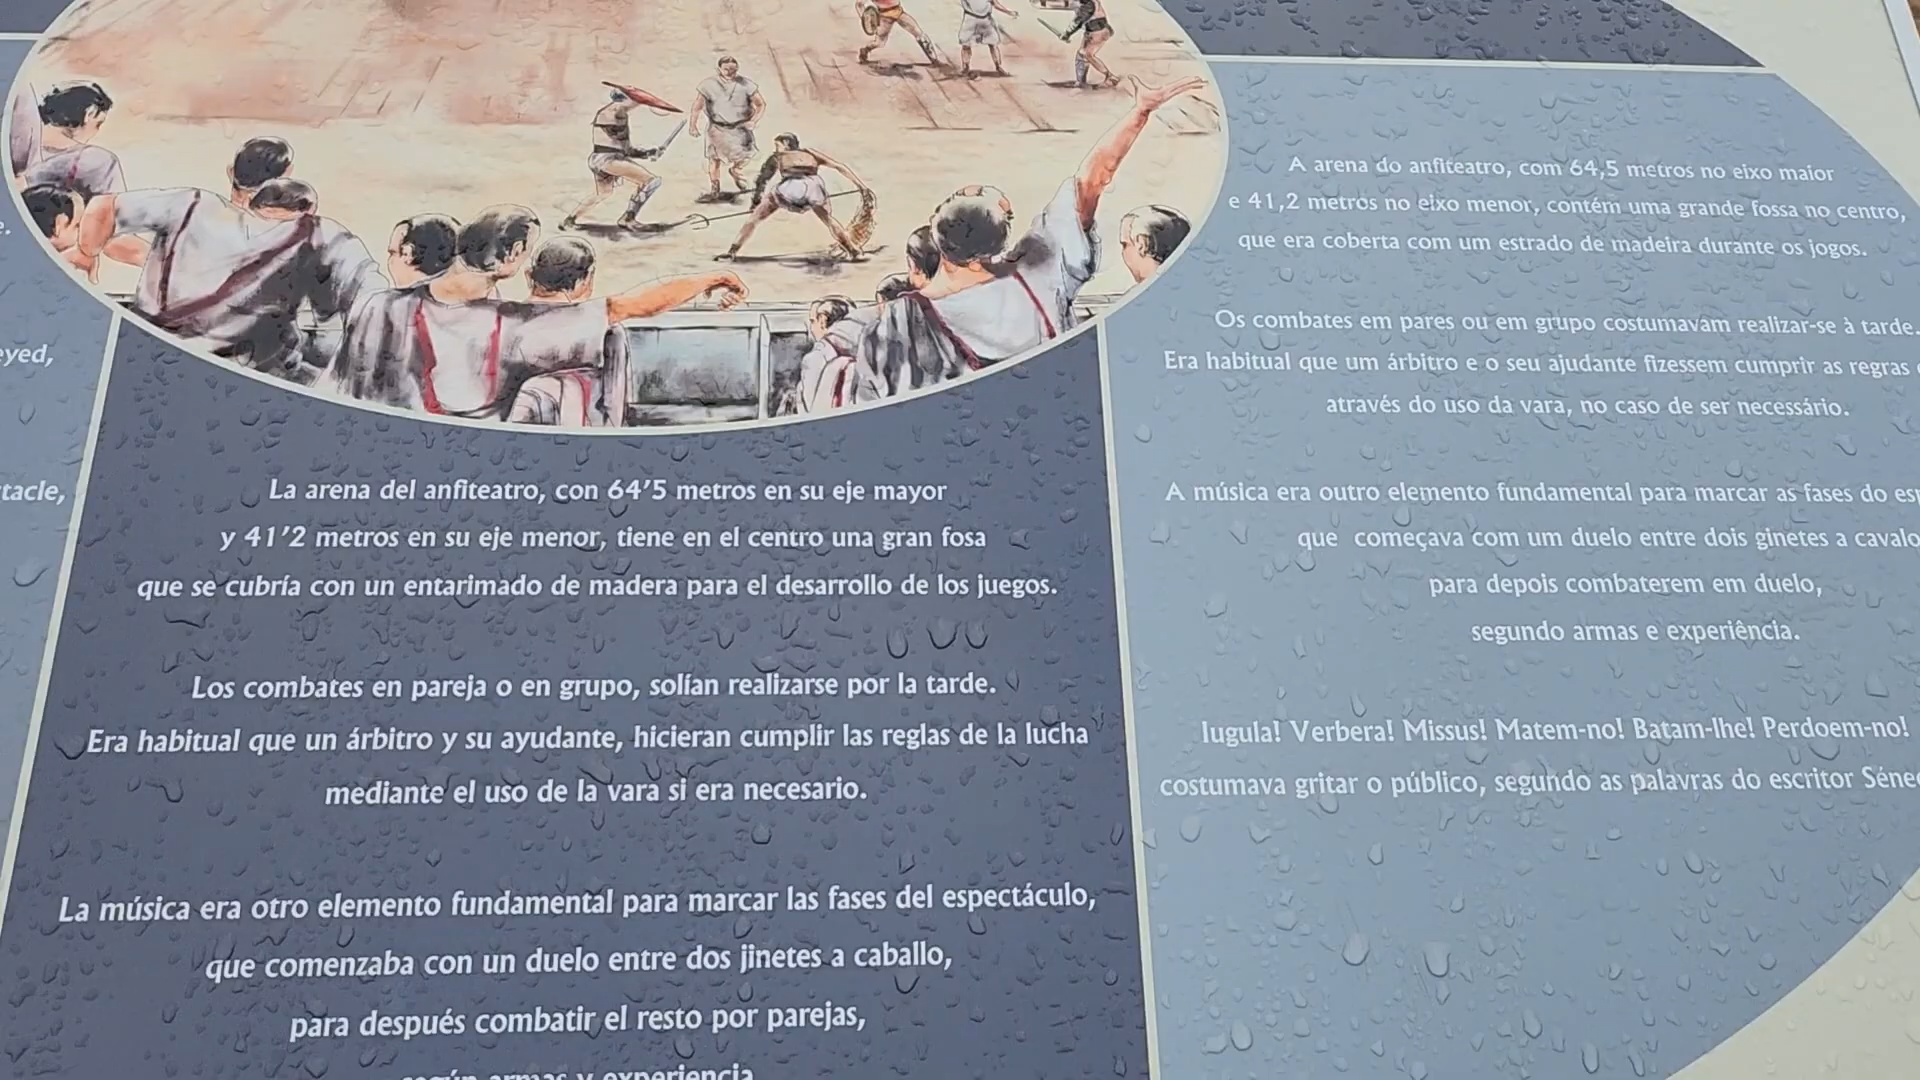 eyed,
La arena del anfiteatro, con 64'5 metros en su eje mayor
y 41'2 metros en su eje menor, tiene en el centro una gran fosa
que se cubría con un entarimado de madera para el desarrollo de los juegos.
Los combates en pareja o en grupo, solían realizarse por la tarde.
Era habitual que un árbitro y su ayudante, hicieran cumplir las reglas de la lucha
mediante el uso de la vara si era necesario.
La música era otro elemento fundamental para marcar las fases del espectáculo,
que comenzaba con un duelo entre dos jinetes a caballo,
para después combatir el resto por parejas,
según armas y experiencia
A arena do anfiteatro, com 64,5 metros no eixo maior
e 41,2 metros no eixo menor, contém uma grande fossa no centro,
que era coberta com um estrado de madeira durante os jogos.
Os combates em pares ou em grupo costumavam realizar-se à tarde.
Era habitual que um árbitro e o seu ajudante fizessem cumprir as regras
através do uso da vara, no caso de ser necessário.
A música era outro elemento fundamental para marcar as fases do
que começava com um duelo entre dois ginetes a cavalo
para depois combaterem em duelo,
segundo armas e experiência.
Iugula! Verbera! Missus! Matem-no! Batam-lhe! Perdoem-no!
costumava gritar o público, segundo as palavras do escritor